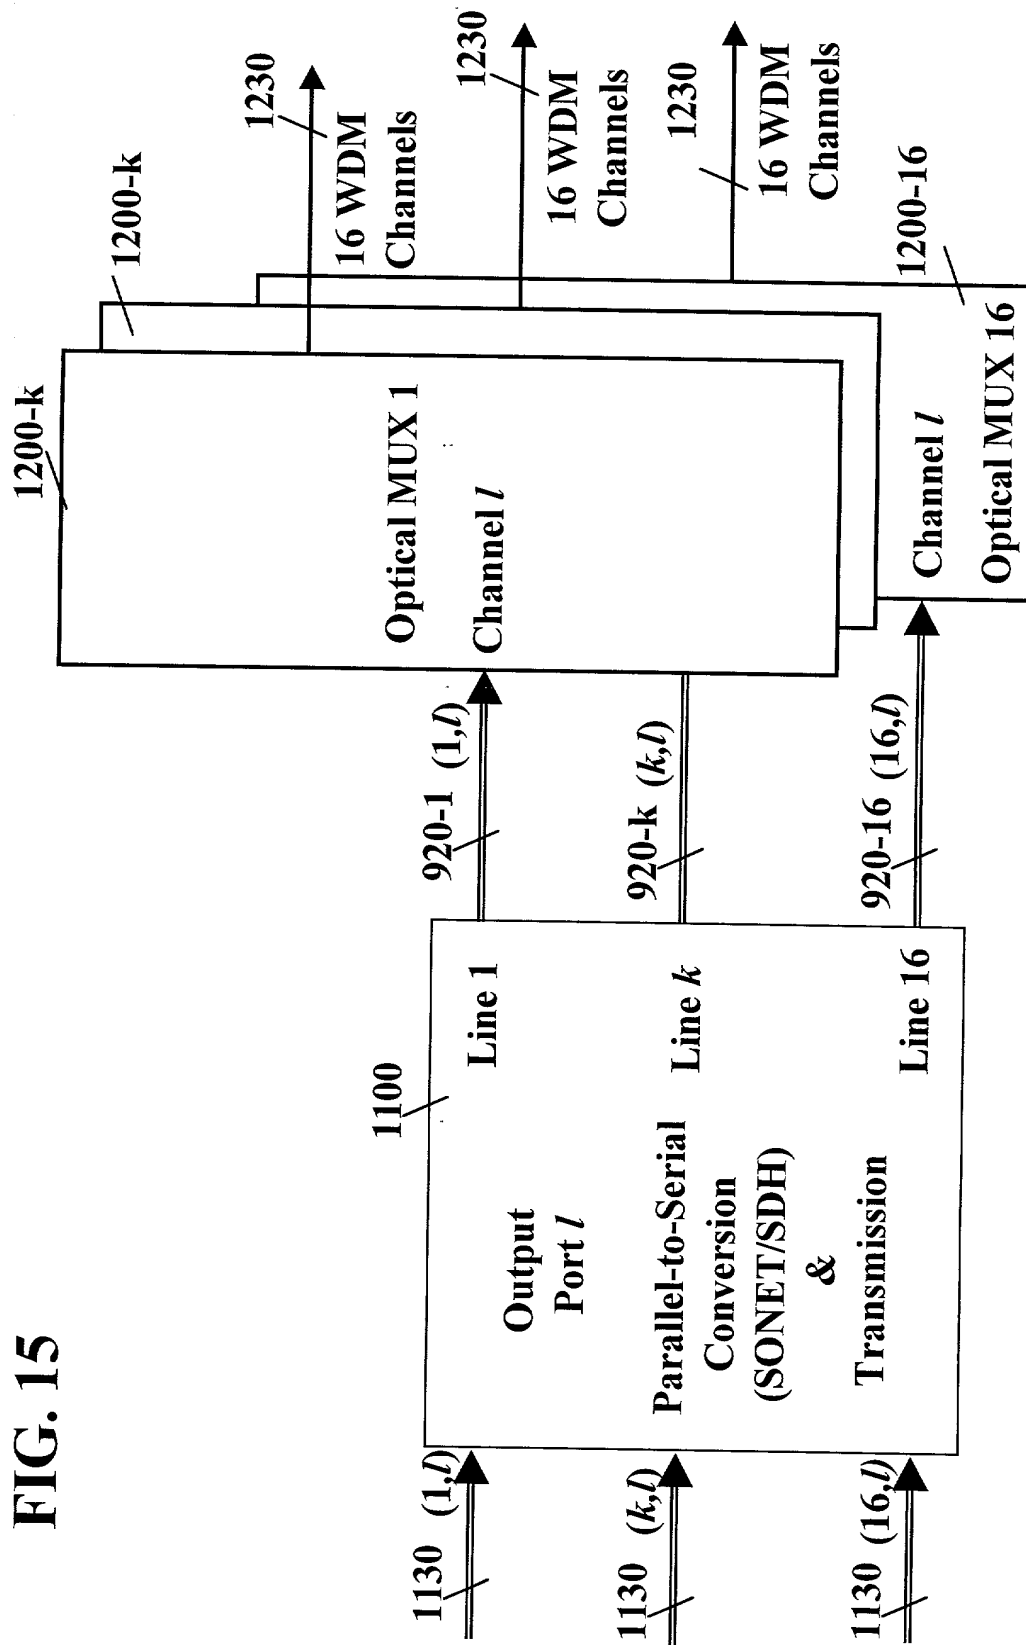 FIG. 15
1130 (1,l)
1130 (k,l)
1130 (16,l)
1100
Output
Port l
Parallel-to-Serial
Conversion
(SONET/SDH)
&
Transmission
Line 1
Line k
Line 16
920-1 (1,l)
920-k (k,l)
920-16 (16,l)
1200-k
Optical MUX 1
Channel l
1200-k
Channel l
Optical MUX 16
1200-16
1230
16 WDM
Channels
1230
16 WDM
Channels
1230
16 WDM
Channels